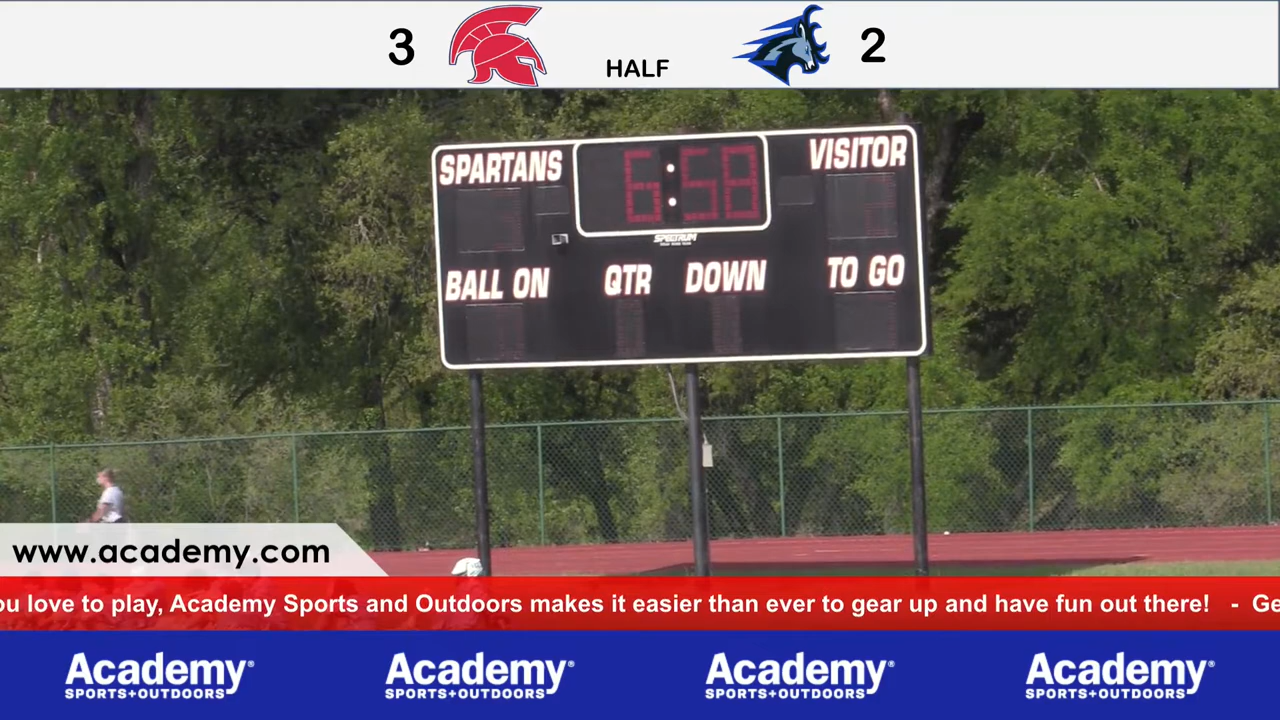 3 HALF 2
SPARTANS 6:58 VISITOR
SPECTRUM
BALL ON QTR DOWN TO GO
www.academy.com
ou love to play, Academy Sports and Outdoors makes it easier than ever to gear up and have fun out there! - Ge
Academy Academy Academy Academy
SPORTS+OUTDOORS SPORTS+OUTDOORS SPORTS+OUTDOORS SPORTS+OUTDOORS